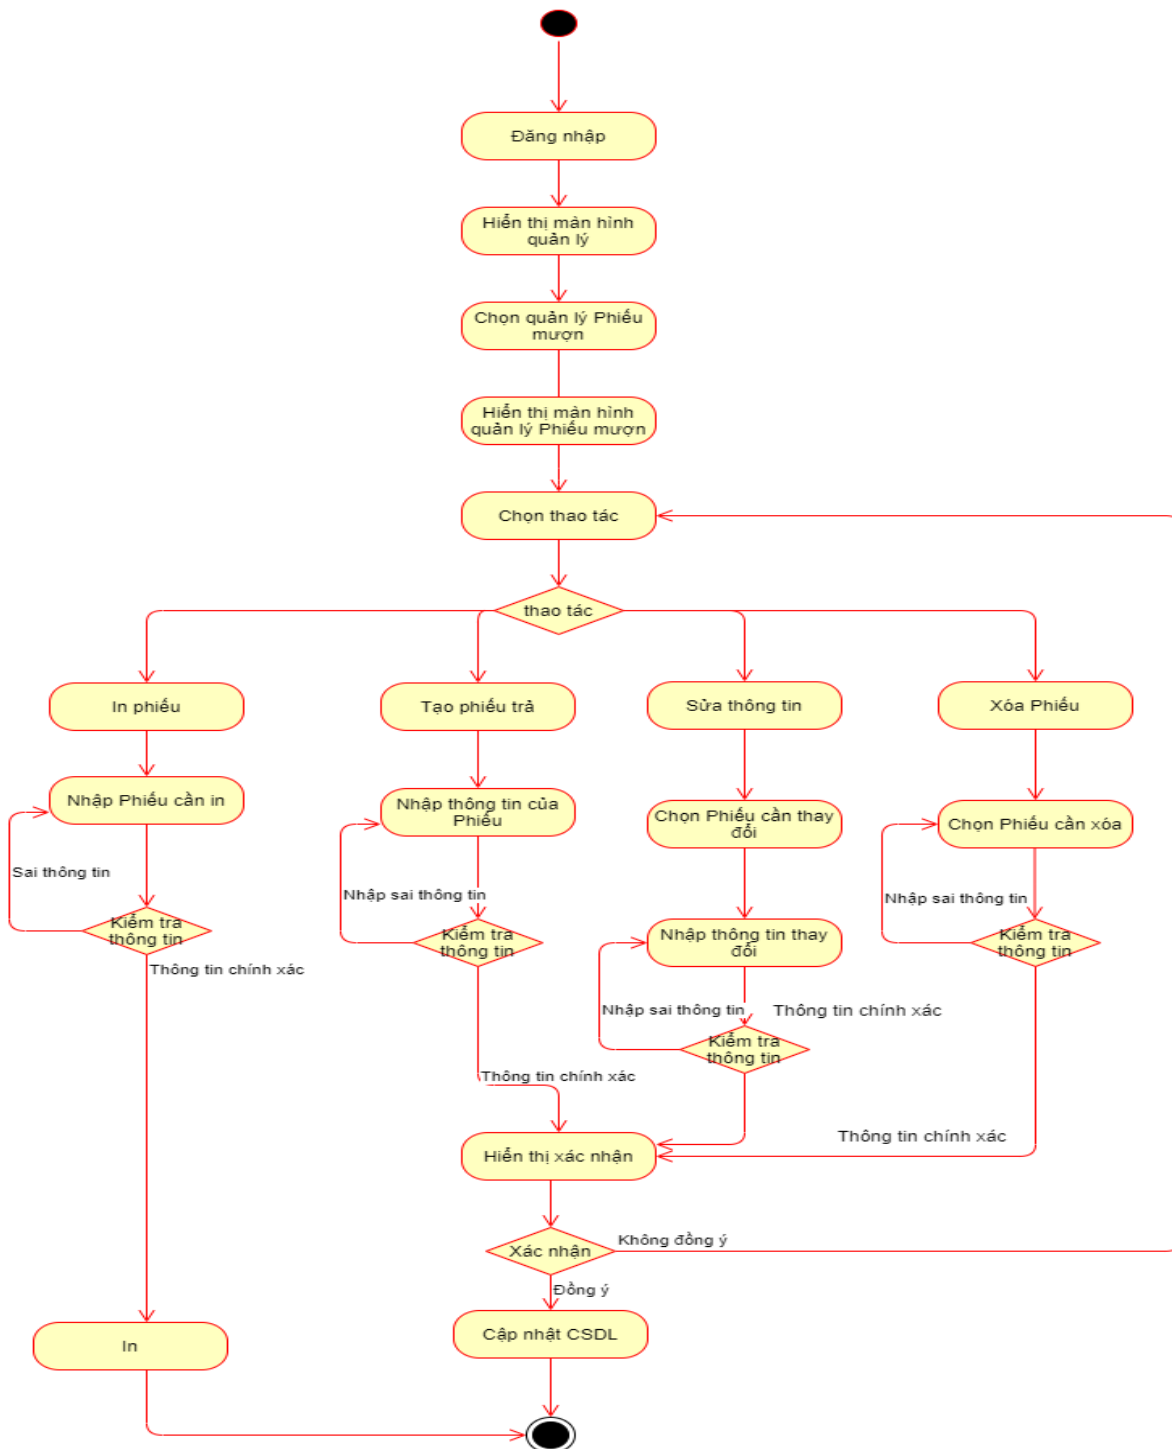 Đăng nhập
Hiển thị màn hình
quản lý
Chọn quản lý Phiếu
mượn
Hiển thị màn hình
quản lý Phiếu mượn
Chọn thao tác
thao tác
In phiếu
Tạo phiếu trả
Sửa thông tin
Xóa Phiếu
Nhập Phiếu cần in
Nhập thông tin của
Phiếu
Chọn Phiếu cần thay
đổi
Chọn Phiếu cần xóa
Sai thông tin
Nhập sai thông tin
Nhập sai thông tin
Kiểm tra
thông tin
Kiểm tra
thông tin
Nhập thông tin thay
đổi
Kiểm tra
thông tin
Thông tin chính xác
Nhập sai thông tin
Thông tin chính xác
Kiểm tra
thông tin
Thông tin chính xác
Thông tin chính xác
Hiển thị xác nhận
Xác nhận
Không đồng ý
Đồng ý
Cập nhật CSDL
In